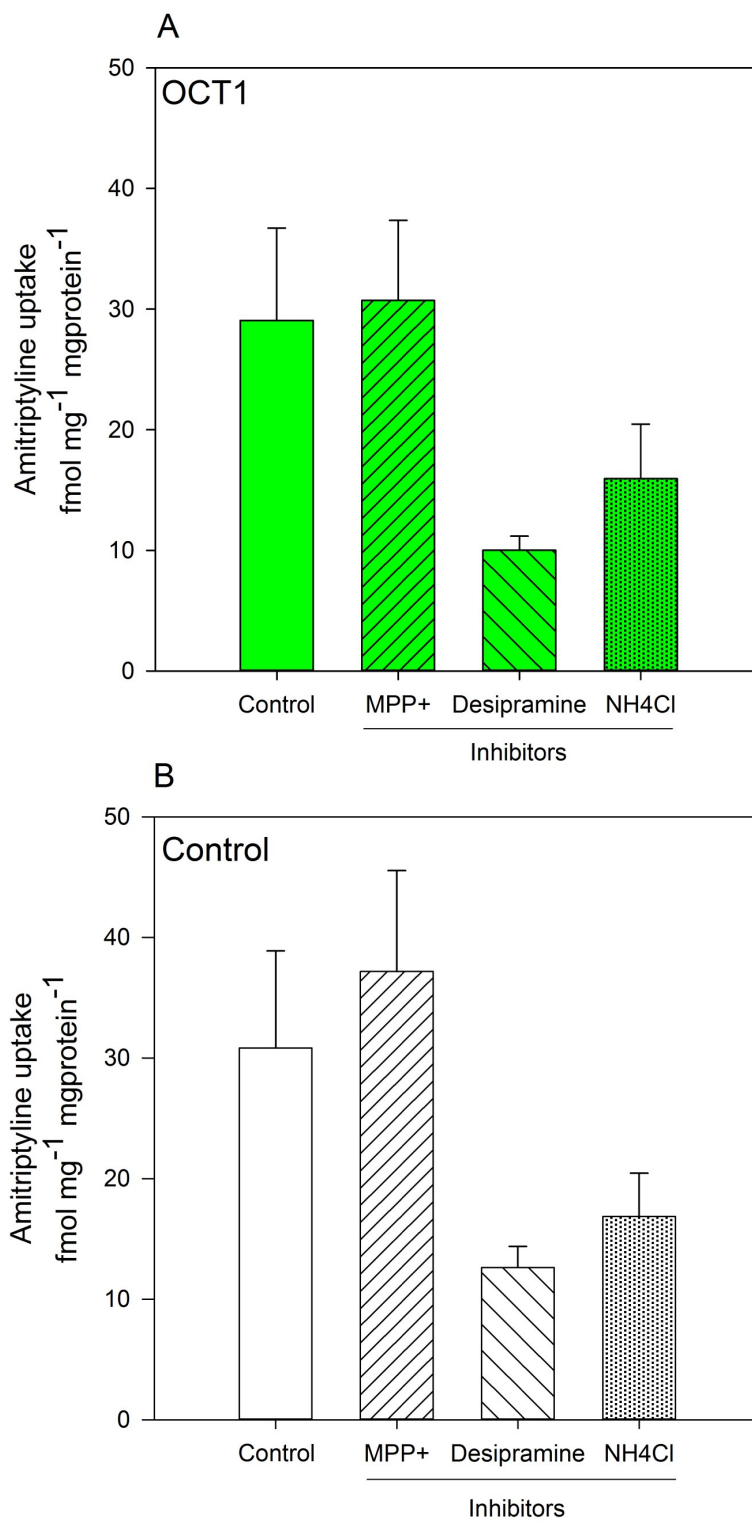 A
OCT1
50
40
30
20
10
0
Amitriptyline uptake
fmol mg⁻¹ mgprotein⁻¹
Control MPP+ Desipramine NH4Cl
Inhibitors
B
Control
50
40
30
20
10
0
Amitriptyline uptake
fmol mg⁻¹ mgprotein⁻¹
Control MPP+ Desipramine NH4Cl
Inhibitors